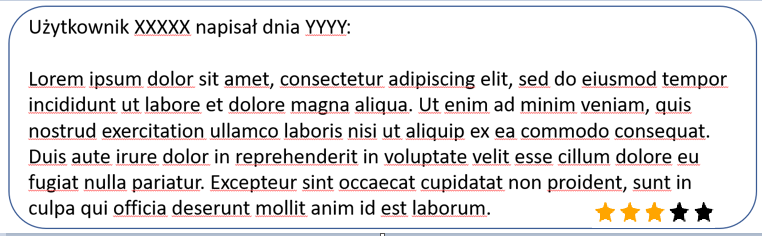 Użytkownik XXXXX napisał dnia YYYY:
Lorem ipsum dolor sit amet, consectetur adipiscing elit, sed do eiusmod tempor
incididunt ut labore et dolore magna aliqua. Ut enim ad minim veniam, quis
nostrud exercitation ullamco laboris nisi ut aliquip ex ea commodo consequat.
Duis aute irure dolor in reprehenderit in voluptate velit esse cillum dolore eu
fugiat nulla pariatur. Excepteur sint occaecat cupidatat non proident, sunt in
culpa qui officia deserunt mollit anim id est laborum.